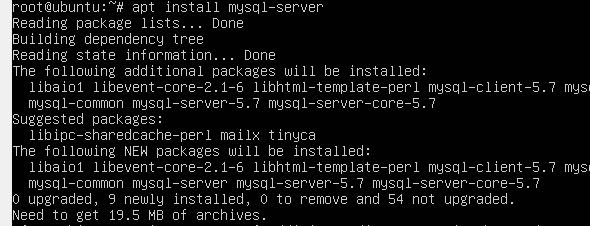 root@ubuntu:~# apt install mysql-server
Reading package lists... Done
Building dependency tree
Reading state information... Done
The following additional packages will be installed:
  libaio1 libevent-core-2.1-6 libhtml-template-perl mysql-client-5.7
  mysql-common mysql-server-5.7 mysql-server-core-5.7
Suggested packages:
  libipc-sharedcache-perl mailx tinyca
The following NEW packages will be installed:
  libaio1 libevent-core-2.1-6 libhtml-template-perl mysql-client-5.7
  mysql-common mysql-server mysql-server-5.7 mysql-server-core-5.7
0 upgraded, 9 newly installed, 0 to remove and 54 not upgraded.
Need to get 19.5 MB of archives.